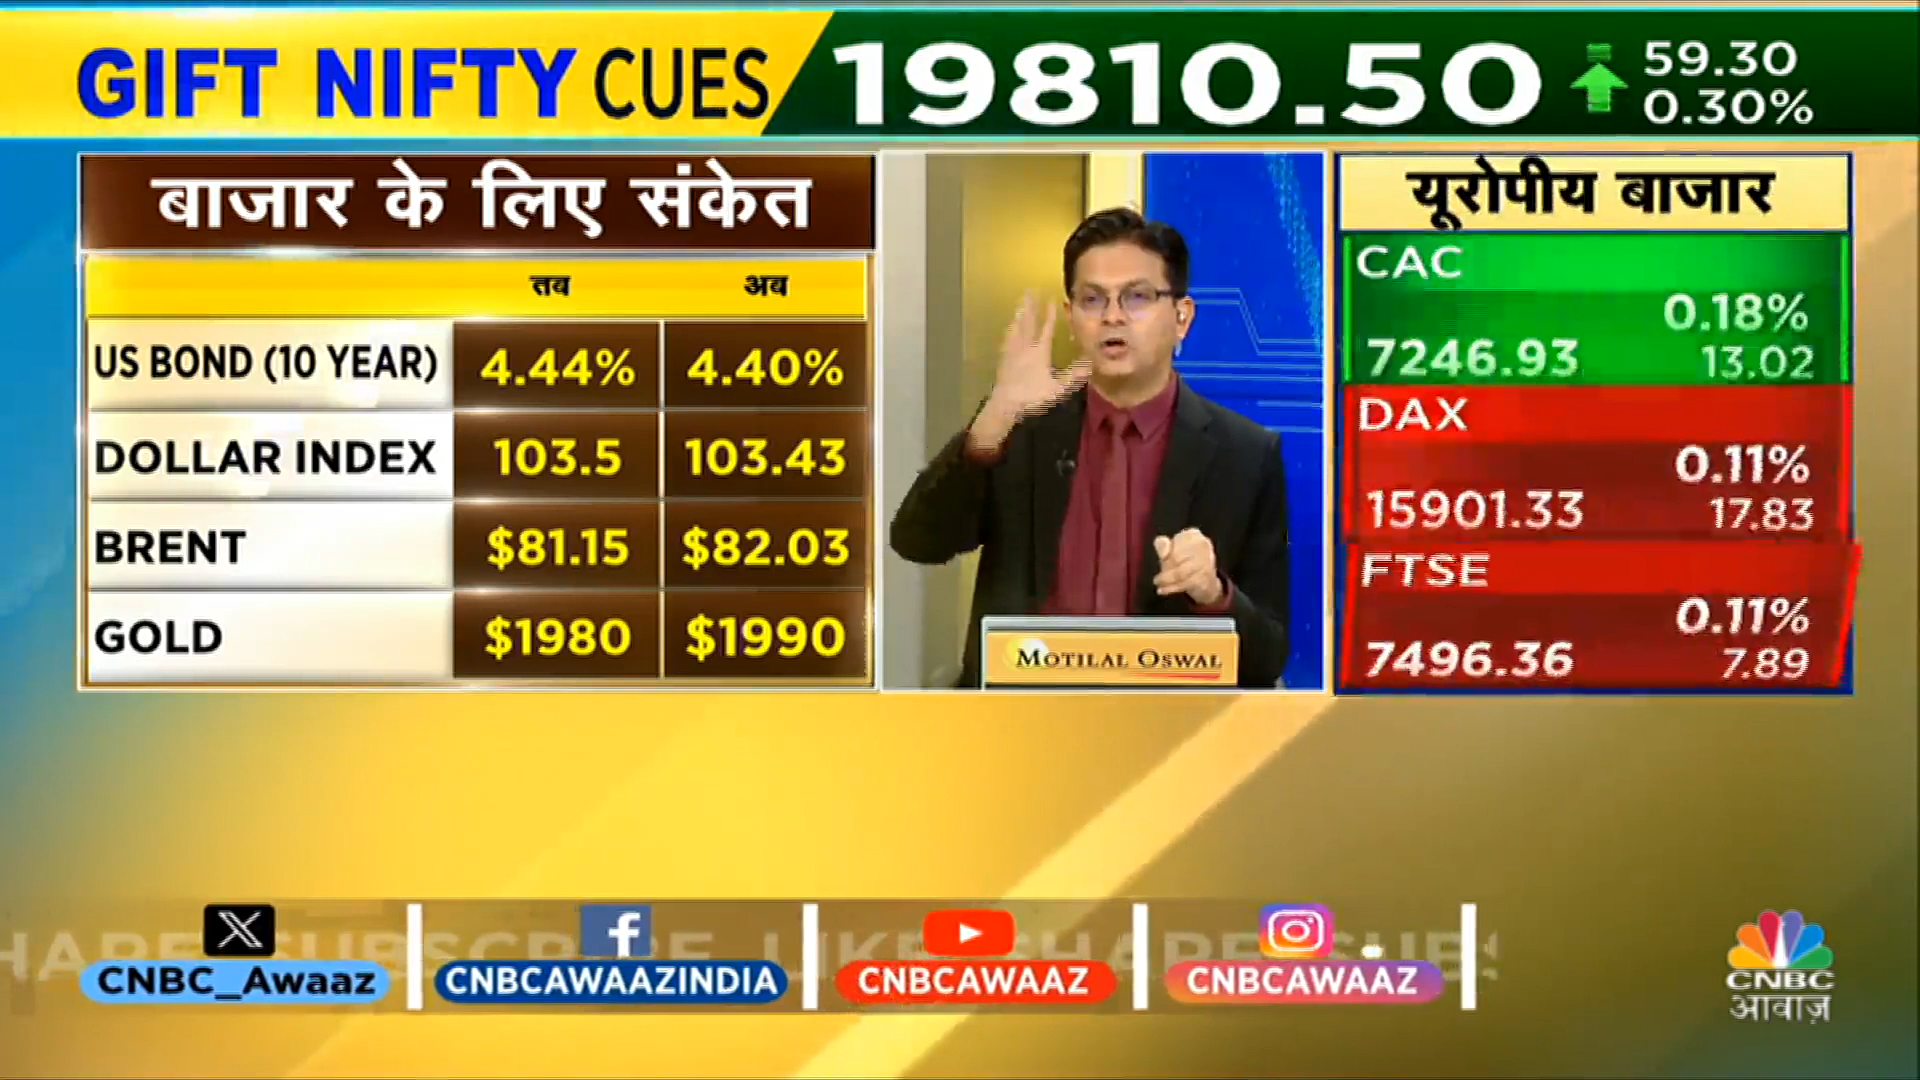 GIFT NIFTY CUES
19810.50
59.30
0.30%
बाजार के लिए संकेत
तब अब
US BOND (10 YEAR) 4.44% 4.40%
DOLLAR INDEX 103.5 103.43
BRENT $81.15 $82.03
GOLD $1980 $1990
MOTILAL OSWAL
यूरोपीय बाजार
CAC
0.18%
7246.93 13.02
DAX
0.11%
15901.33 17.83
FTSE
0.11%
7496.36 7.89
CNBC_Awaaz
CNBCAWAAZINDIA
CNBCAWAAZ
CNBCAWAAZ
CNBC
आवाज़